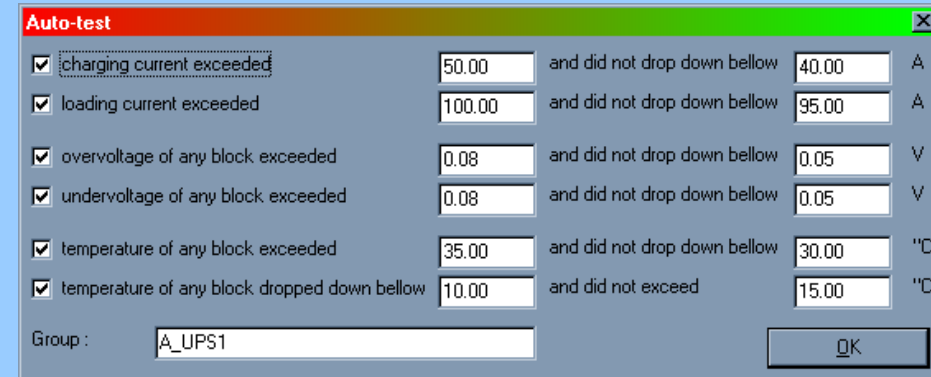 Auto-test
charging current exceeded 50.00 and did not drop down bellow 40.00 A
loading current exceeded 100.00 and did not drop down bellow 95.00 A
overvoltage of any block exceeded 0.08 and did not drop down bellow 0.05 V
undervoltage of any block exceeded 0.08 and did not drop down bellow 0.05 V
temperature of any block exceeded 35.00 and did not drop down bellow 30.00 "C
temperature of any block dropped down bellow 10.00 and did not exceed 15.00 "C
Group : A_UPS1 OK